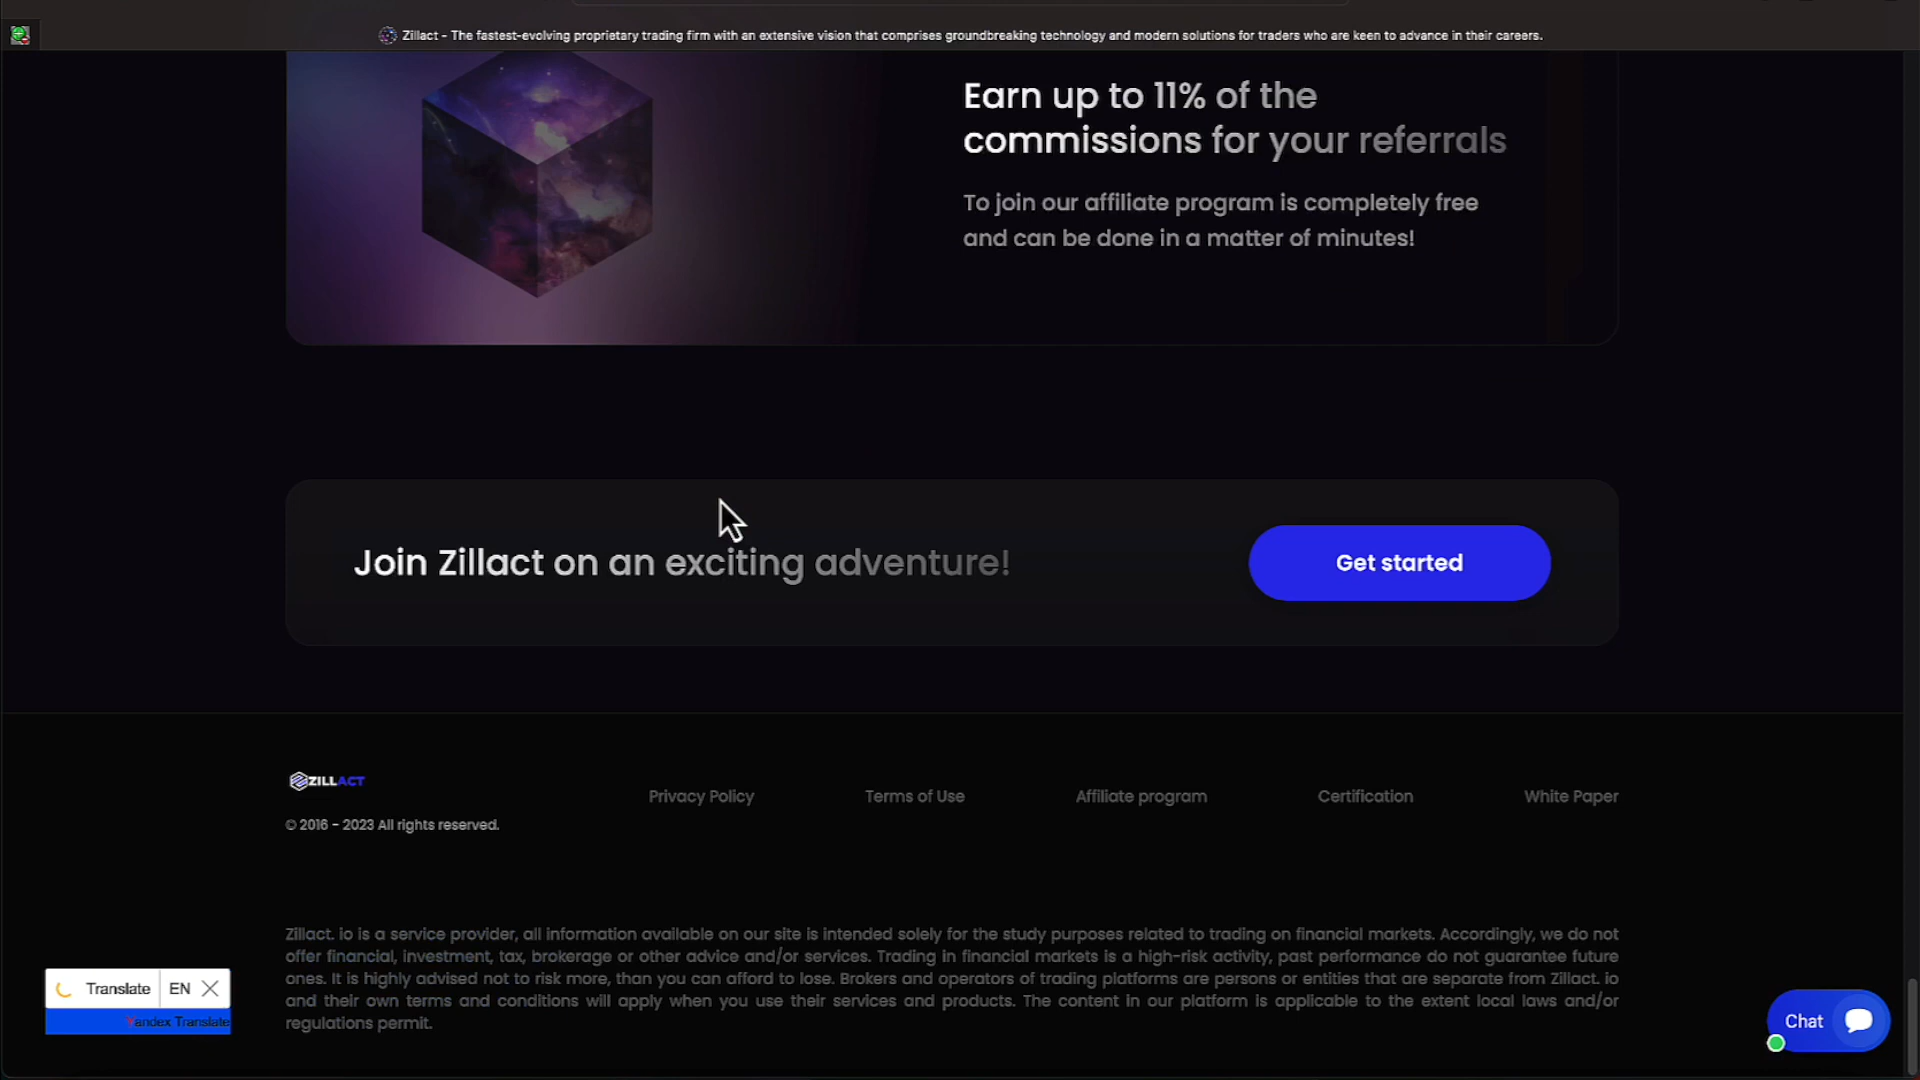 Zillact - The fastest-evolving proprietary trading firm with an extensive vision that comprises groundbreaking technology and modern solutions for traders who are keen to advance in their careers.
Earn up to 11% of the
commissions for your referrals
To join our affiliate program is completely free
and can be done in a matter of minutes!
Join Zillact on an exciting adventure!
Get started
ZILLACT
Privacy Policy
Terms of Use
Affiliate program
Certification
White Paper
© 2016 - 2023 All rights reserved.
Zillact. io is a service provider, all information available on our site is intended solely for the study purposes related to trading on financial markets. Accordingly, we do not
offer financial, investment, tax, brokerage or other advice and/or services. Trading in financial markets is a high-risk activity, past performance do not guarantee future
ones. It is highly advised not to risk more, than you can afford to lose. Brokers and operators of trading platforms are persons or entities that are separate from Zillact. io
and their own terms and conditions will apply when you use their services and products. The content in our platform is applicable to the extent local laws and/or
regulations permit.
Translate EN
Yandex Translate
Chat